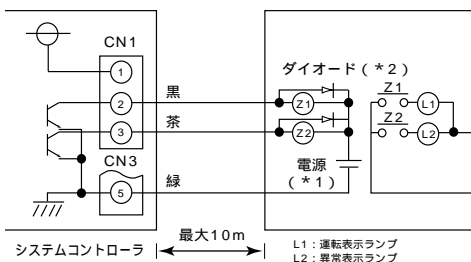 CN1
1
2
3
CN3
5
黒
茶
緑
ダイオード(*2)
Z1
Z2
電源
(*1)
Z1
L1
Z2
L2
システムコントローラ
最大10m
L1：運転表示ランプ
L2：異常表示ランプ